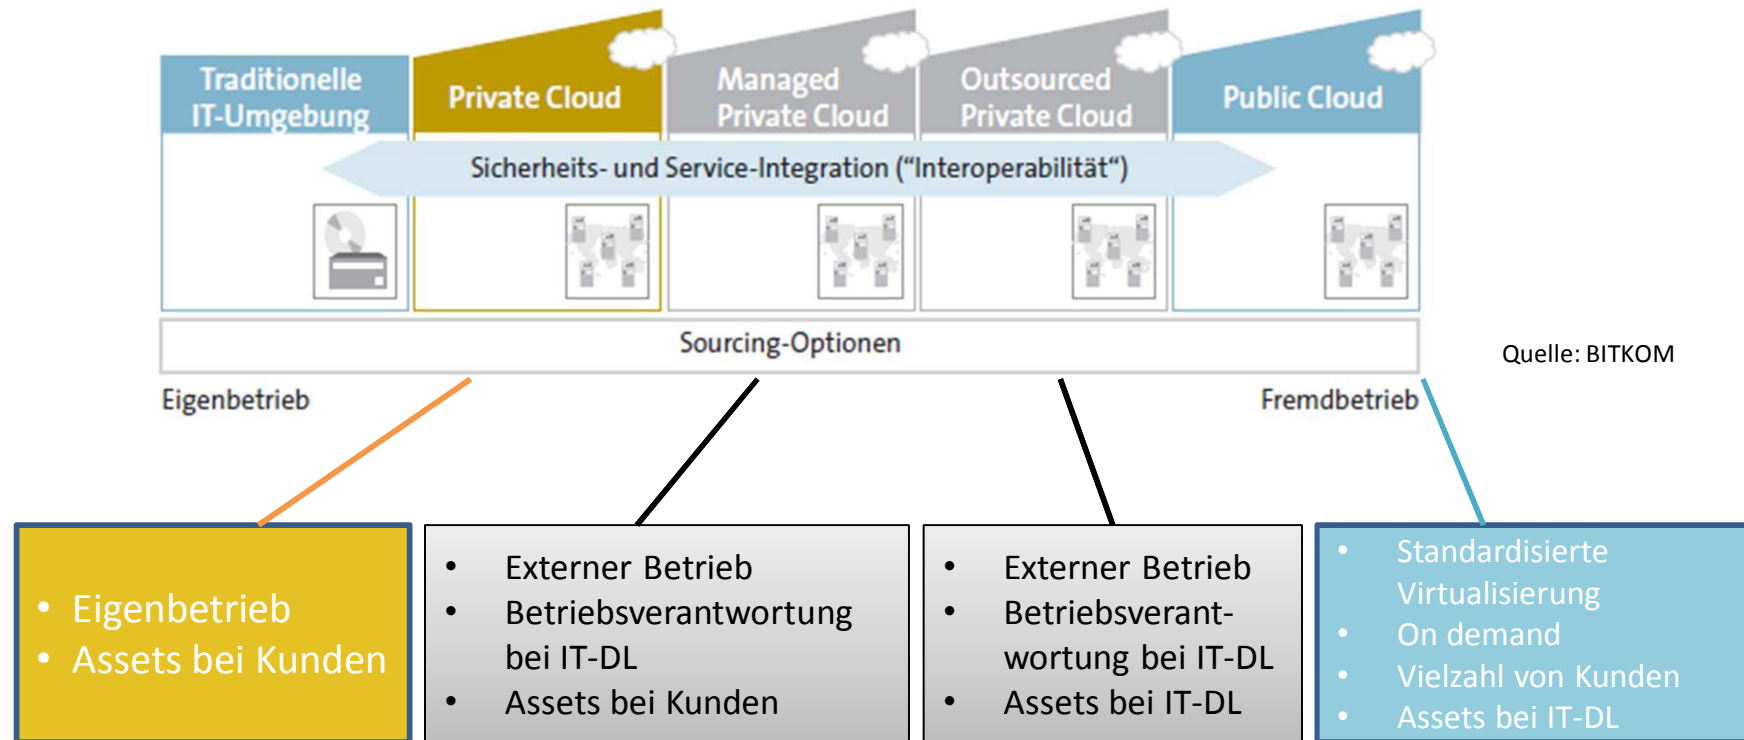 Traditionelle
IT-Umgebung
Private Cloud
Managed
Private Cloud
Outsourced
Private Cloud
Public Cloud
Sicherheits- und Service-Integration ("Interoperabilität“)
Sourcing-Optionen
Quelle: BITKOM
Eigenbetrieb
Fremdbetrieb
• Eigenbetrieb
• Assets bei Kunden
• Externer Betrieb
• Betriebsverantwortung
bei IT-DL
• Assets bei Kunden
• Externer Betrieb
• Betriebsverant-
wortung bei IT-DL
• Assets bei IT-DL
• Standardisierte
Virtualisierung
• On demand
• Vielzahl von Kunden
• Assets bei IT-DL